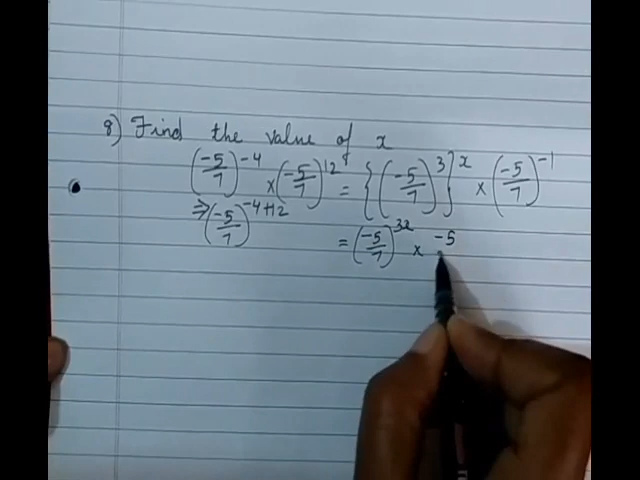 8) Find the value of x
(-5/7)^-4 × (-5/7)^12 = {(-5/7)^3}^x × (-5/7)^-1
⇒ (-5/7)^-4+12
= (-5/7)^3x × -5